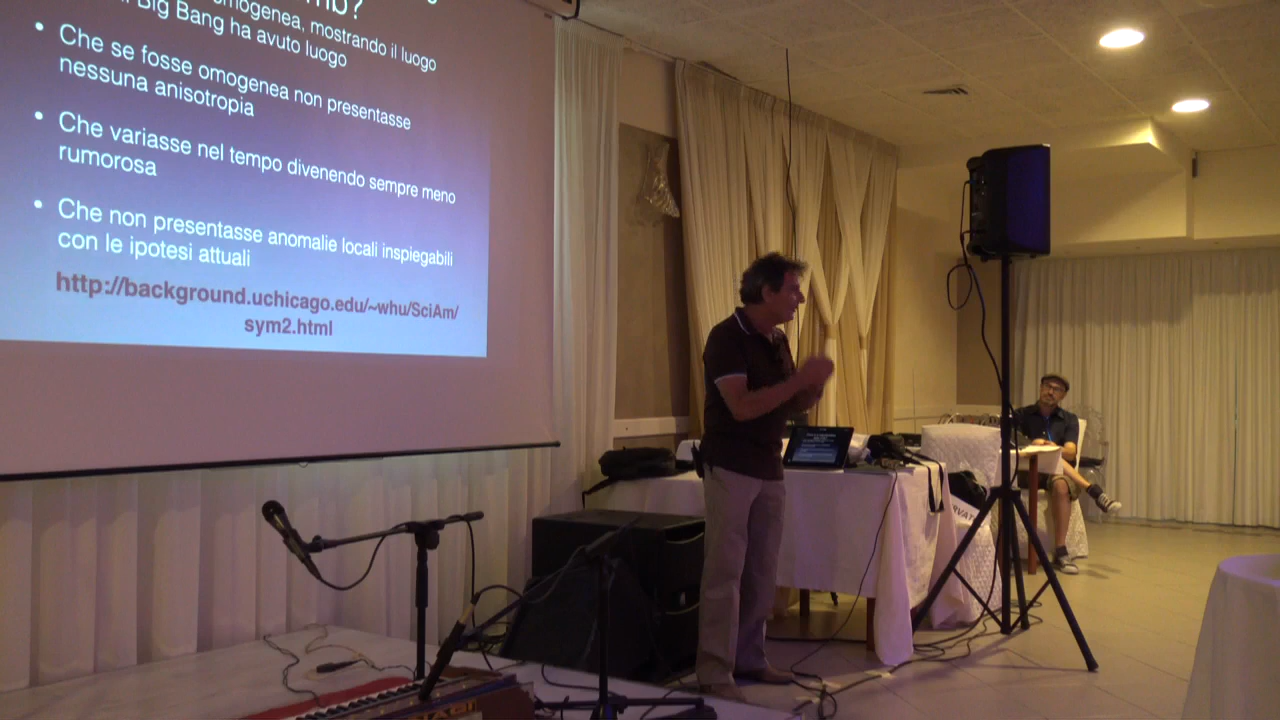 mb?
omogenea, mostrando il luogo
Big Bang ha avuto luogo
• Che se fosse omogenea non presentasse
nessuna anisotropia
• Che variasse nel tempo divenendo sempre meno
rumorosa
• Che non presentasse anomalie locali inspiegabili
con le ipotesi attuali
http://background.uchicago.edu/~whu/SciAm/
sym2.html
RVAT